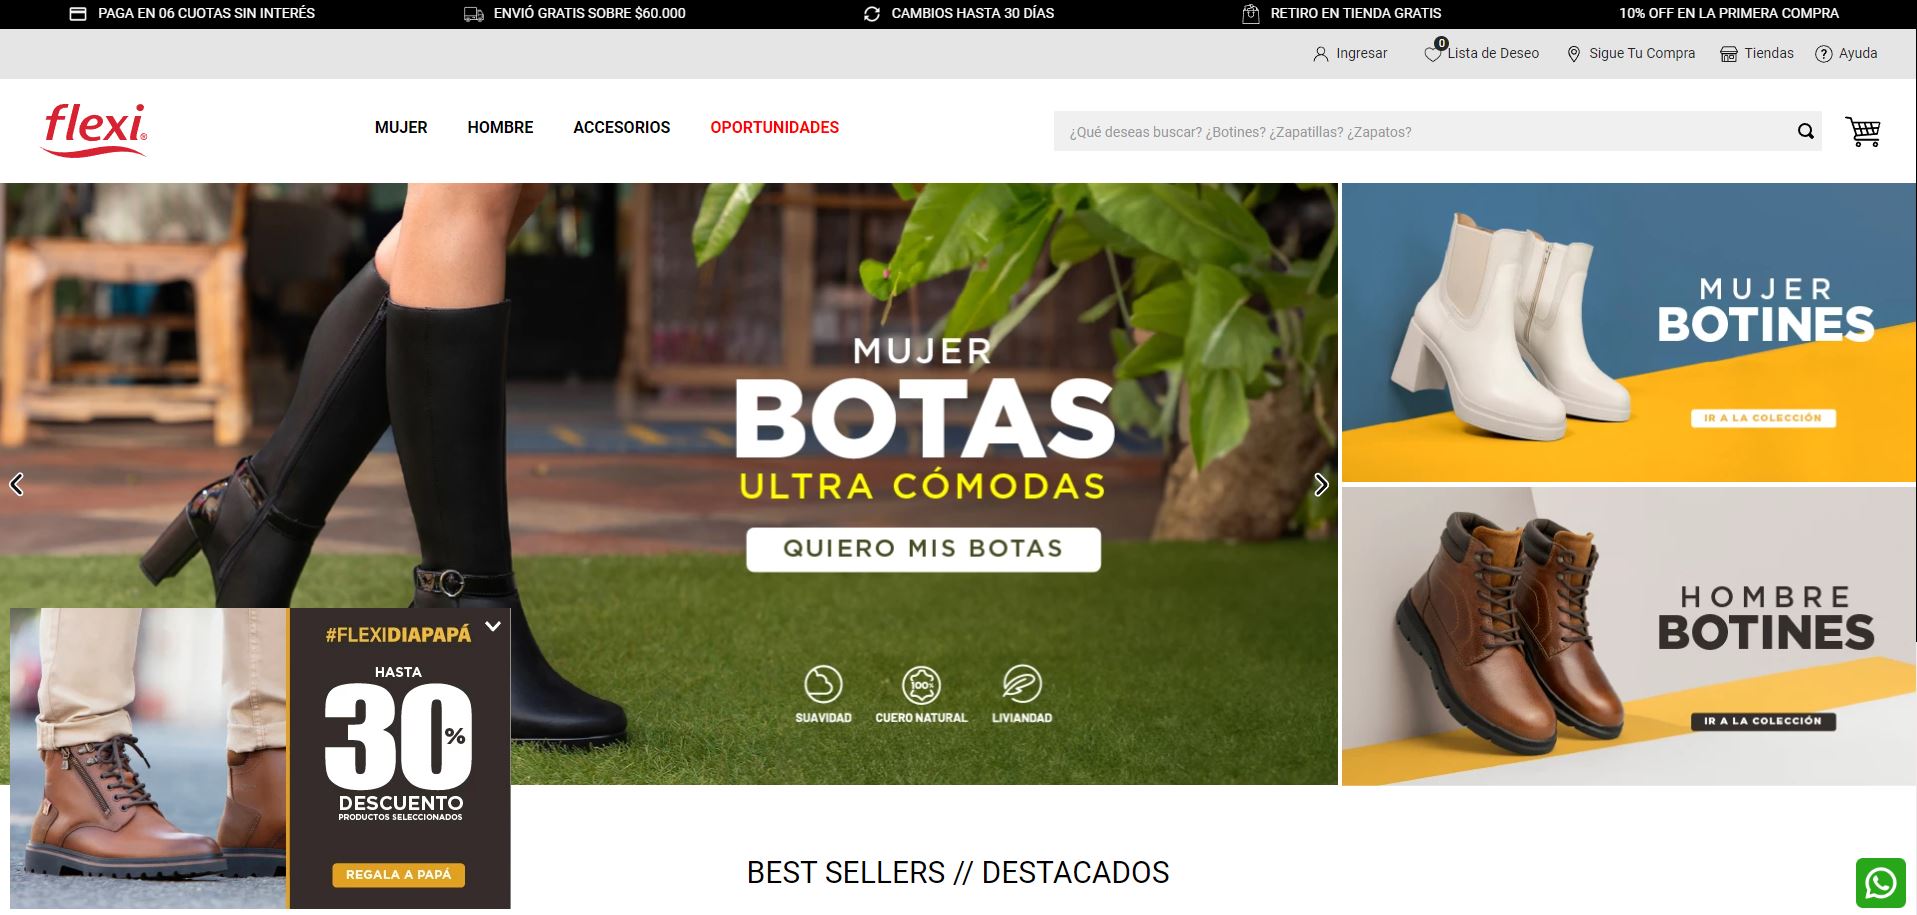 PAGA EN 06 CUOTAS SIN INTERÉS
ENVIÓ GRATIS SOBRE $60.000
CAMBIOS HASTA 30 DÍAS
RETIRO EN TIENDA GRATIS
10% OFF EN LA PRIMERA COMPRA
Ingresar
0
Lista de Deseo
Sigue Tu Compra
Tiendas
Ayuda
flexi®
MUJER
HOMBRE
ACCESORIOS
OPORTUNIDADES
¿Qué deseas buscar? ¿Botines? ¿Zapatillas? ¿Zapatos?
MUJER
BOTAS
ULTRA CÓMODAS
QUIERO MIS BOTAS
SUAVIDAD
100%
CUERO NATURAL
LIVIANDAD
MUJER
BOTINES
IR A LA COLECCIÓN
HOMBRE
BOTINES
IR A LA COLECCIÓN
#FLEXIDIAPAPÁ
HASTA
30%
DESCUENTO
PRODUCTOS SELECCIONADOS
REGALA A PAPÁ
BEST SELLERS // DESTACADOS